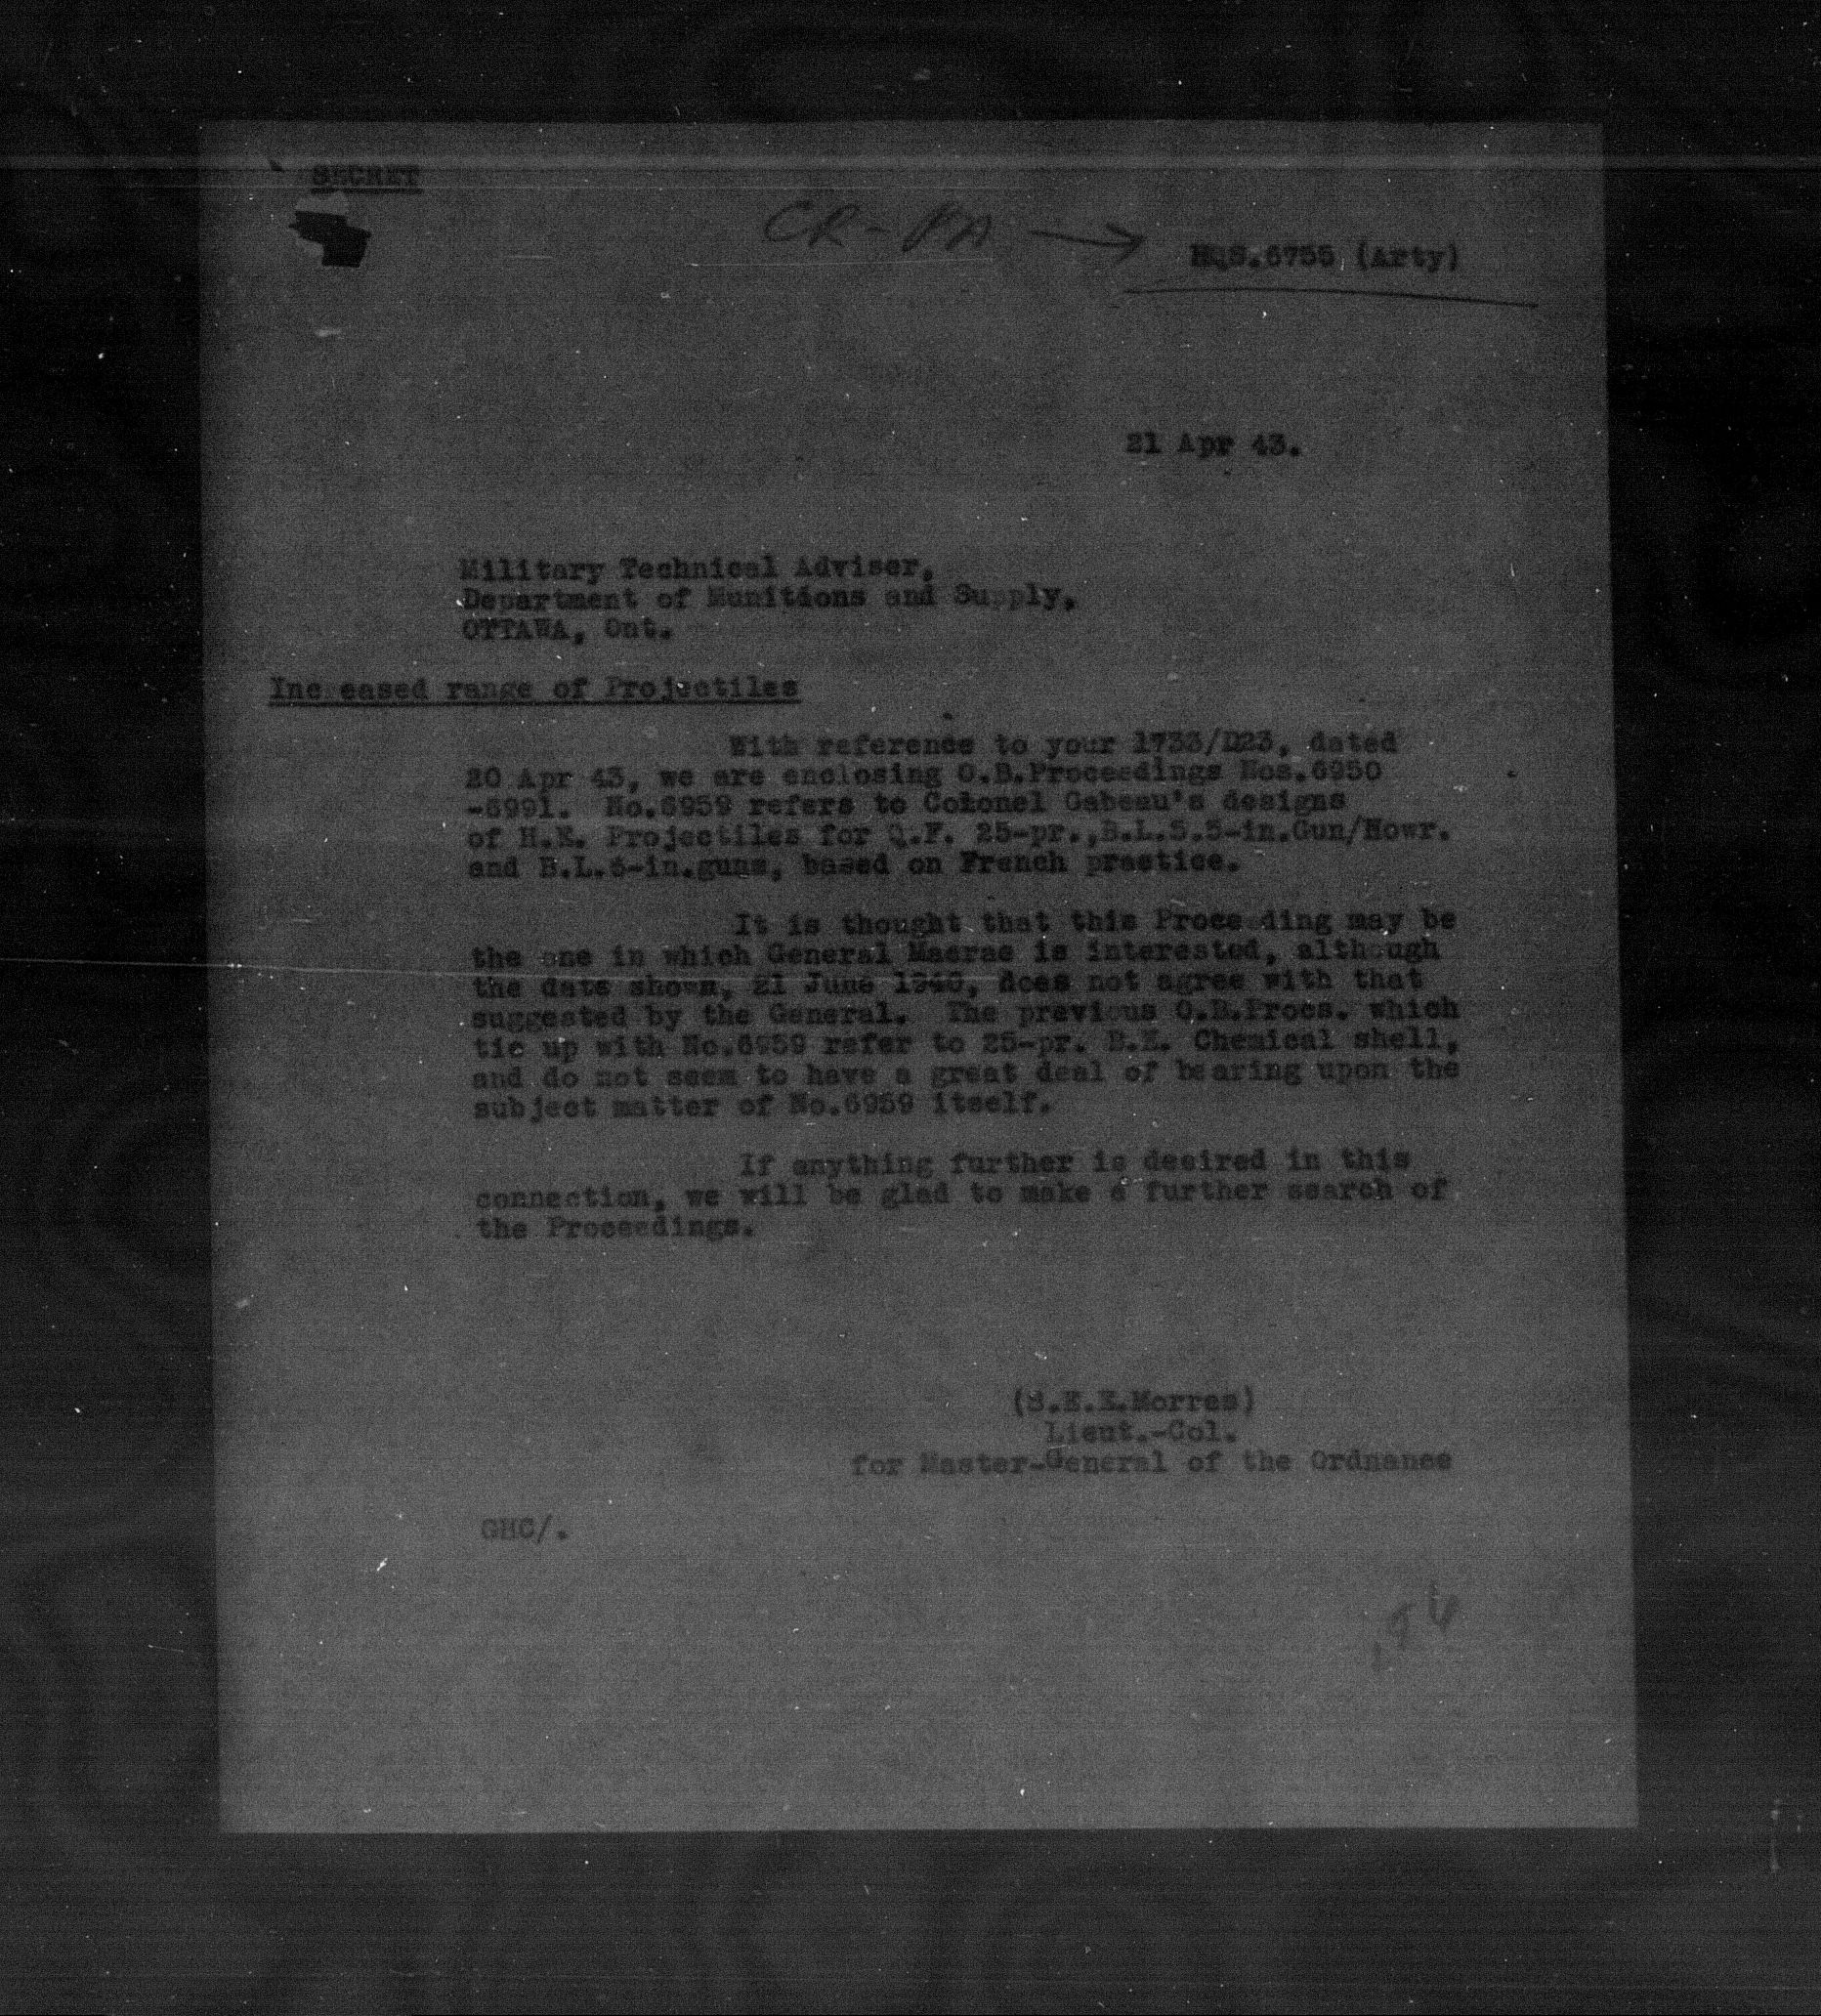 SECRET
CR - PA →
HQS.6755 (Arty)
21 Apr 43.
Military Technical Adviser,
Department of Munitions and Supply,
OTTAWA, Ont.
Inc eased range of Projectiles
With reference to your 1733/D23, dated
20 Apr 43, we are enclosing O.B.Proceedings Nos.6950
-6991.  No.6959 refers to Colonel Gabeau's designs
of H.E. Projectiles for Q.F. 25-pr.,B.L.5.5-in.Gun/Howr.
and B.L.6-in.guns, based on French practice.
It is thought that this Proceeding may be
the one in which General Macrae is interested, although
the date shown, 21 June 1940, does not agree with that
suggested by the General.  The previous O.B.Procs. which
tie up with No.6959 refer to 25-pr. B.E. Chemical shell,
and do not seem to have a great deal of bearing upon the
subject matter of No.6959 itself.
If anything further is desired in this
connection, we will be glad to make a further search of
the Proceedings.
(S.E.E.Morres)
Lieut.-Col.
for Master-General of the Ordnance
GHC/.